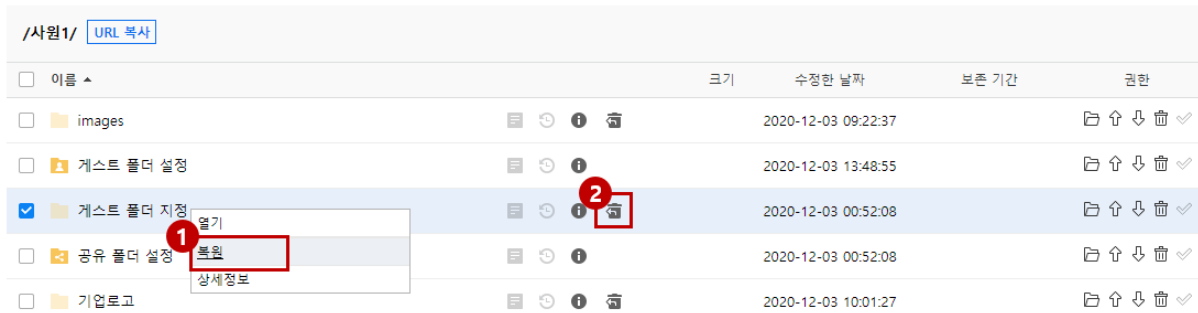 /사원1/ URL 복사
이름 크기 수정한 날짜 보존 기간 권한
images 2020-12-03 09:22:37
게스트 폴더 설정 2020-12-03 13:48:55
2
게스트 폴더 지정 2020-12-03 00:52:08
열기
1
복원
공유 폴더 설정 2020-12-03 00:52:08
상세정보
기업로고 2020-12-03 10:01:27